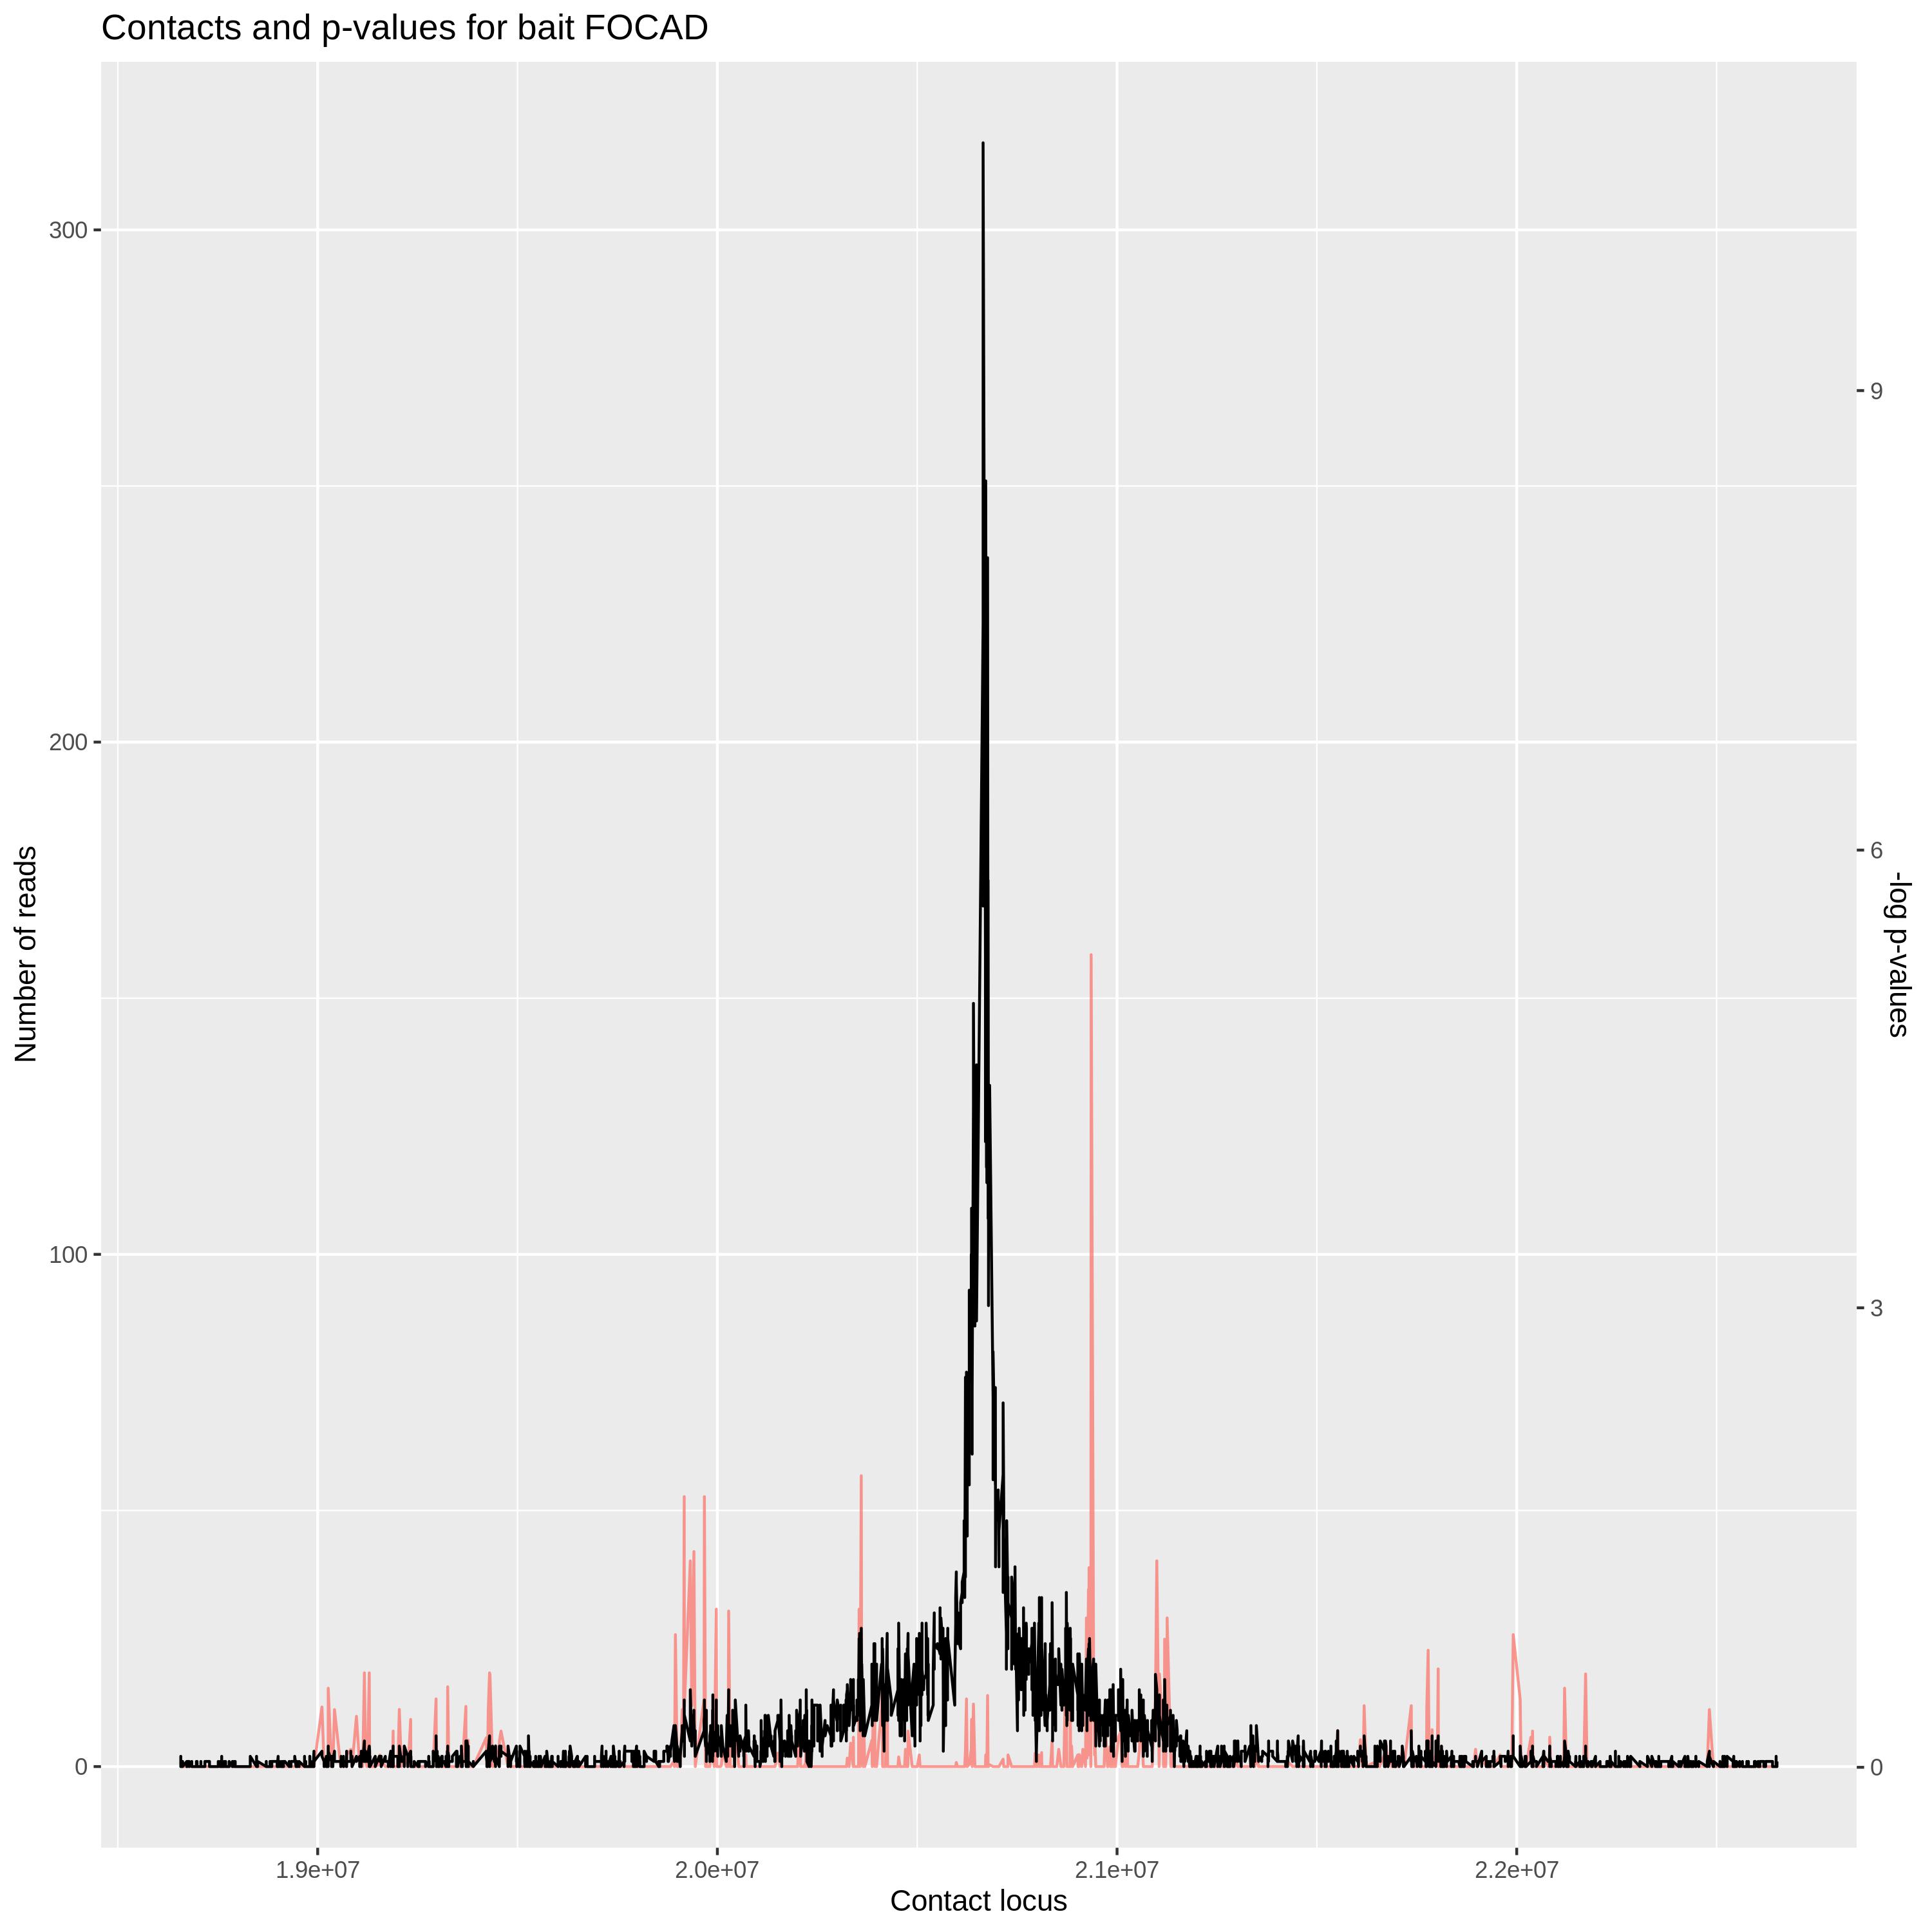 Contacts and p-values for bait FOCAD
300
200
100
0
Number of reads
9
6
3
0
-log p-values
1.9e+07 2.0e+07 2.1e+07 2.2e+07
Contact locus